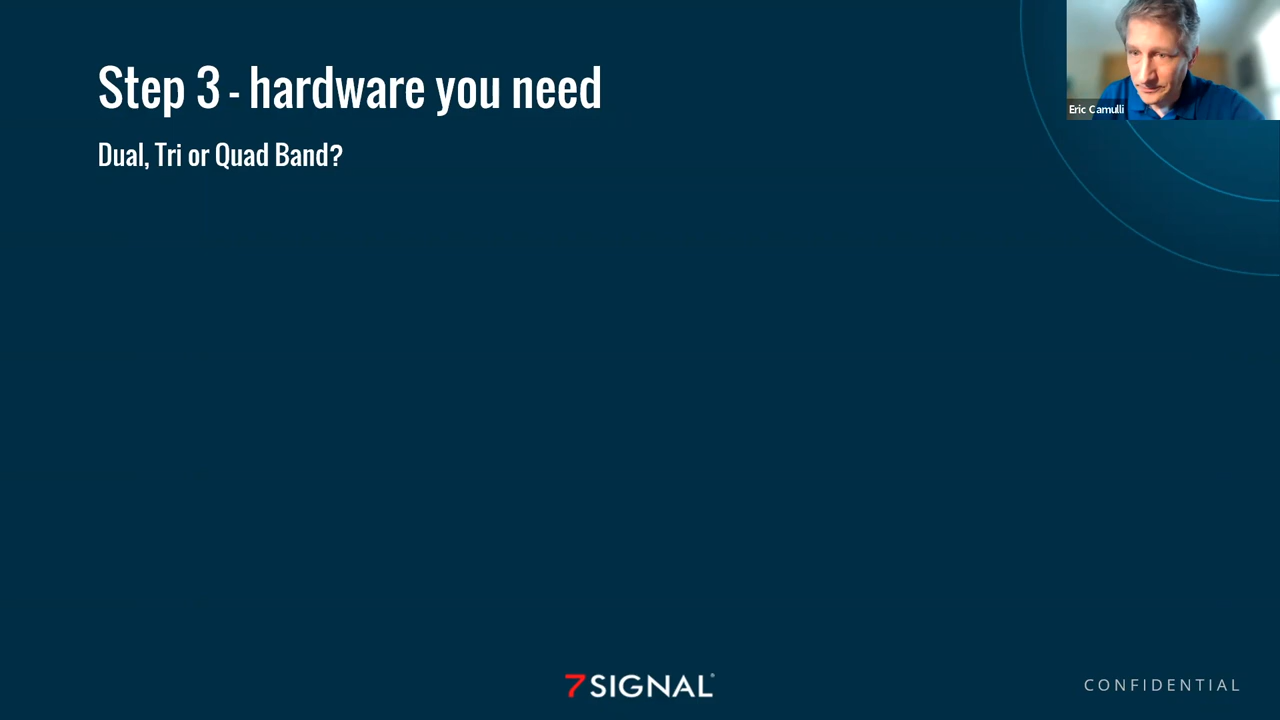 Step 3 - hardware you need
Dual, Tri or Quad Band?
Eric Camulli
7SIGNAL®
CONFIDENTIAL